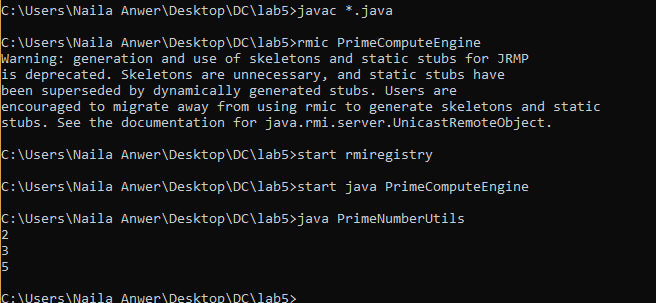 C:\Users\Naila Anwer\Desktop\DC\lab5>javac *.java
C:\Users\Naila Anwer\Desktop\DC\lab5>rmic PrimeComputeEngine
Warning: generation and use of skeletons and static stubs for JRMP
is deprecated. Skeletons are unnecessary, and static stubs have
been superseded by dynamically generated stubs. Users are
encouraged to migrate away from using rmic to generate skeletons and static
stubs. See the documentation for java.rmi.server.UnicastRemoteObject.
C:\Users\Naila Anwer\Desktop\DC\lab5>start rmiregistry
C:\Users\Naila Anwer\Desktop\DC\lab5>start java PrimeComputeEngine
C:\Users\Naila Anwer\Desktop\DC\lab5>java PrimeNumberUtils
2
3
5
C:\Users\Naila Anwer\Desktop\DC\lab5>